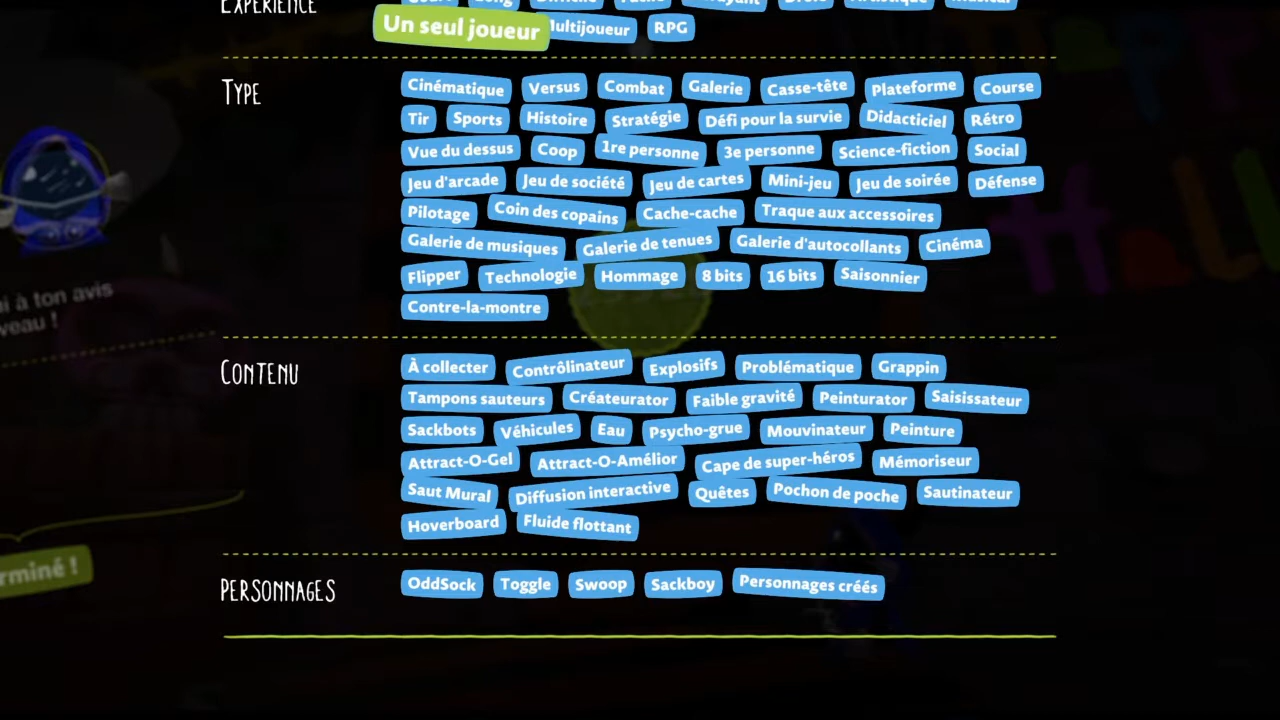 EXPÉRIENCE
Un seul joueur Multijoueur RPG
TYPE
Cinématique Versus Combat Galerie Casse-tête Plateforme Course
Tir Sports Histoire Stratégie Défi pour la survie Didacticiel Rétro
Vue du dessus Coop 1re personne 3e personne Science-fiction Social
Jeu d'arcade Jeu de société Jeu de cartes Mini-jeu Jeu de soirée Défense
Pilotage Coin des copains Cache-cache Traque aux accessoires
Galerie de musiques Galerie de tenues Galerie d'autocollants Cinéma
Flipper Technologie Hommage 8 bits 16 bits Saisonnier
Contre-la-montre
CONTENU
À collecter Contrôlinateur Explosifs Problématique Grappin
Tampons sauteurs Créateurator Faible gravité Peinturator Saisissateur
Sackbots Véhicules Eau Psycho-grue Mouvinateur Peinture
Attract-O-Gel Attract-O-Amélior Cape de super-héros Mémoriseur
Saut Mural Diffusion interactive Quêtes Pochon de poche Sautinateur
Hoverboard Fluide flottant
PERSONNAGES
OddSock Toggle Swoop Sackboy Personnages créés
à ton avis
veau !
rminé !